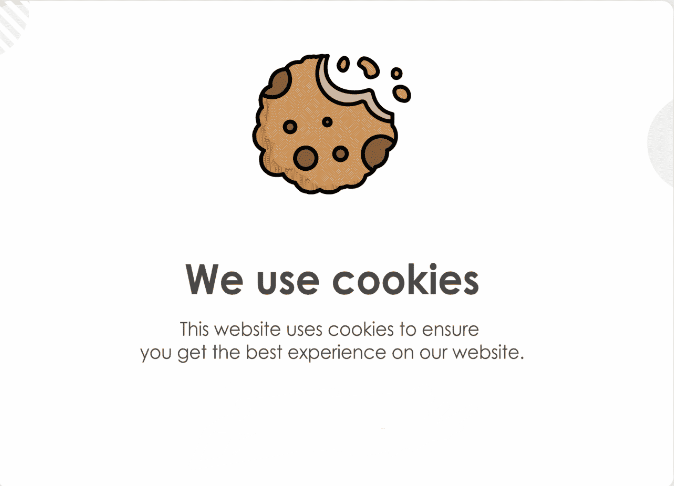 We use cookies
This website uses cookies to ensure
you get the best experience on our website.